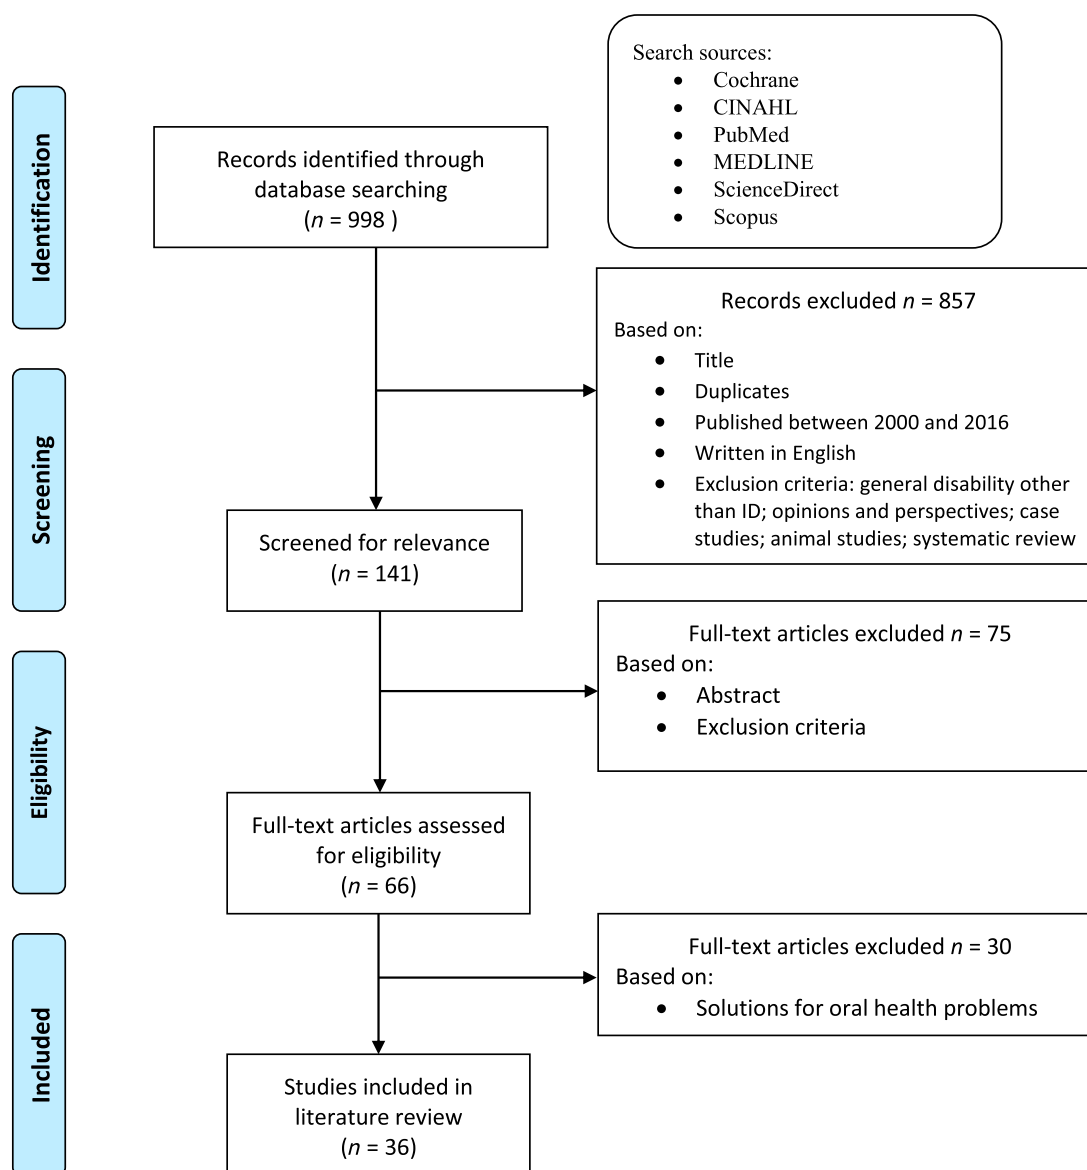 Search sources:
• Cochrane
• CINAHL
• PubMed
• MEDLINE
• ScienceDirect
• Scopus
Identification
Records identified through
database searching
(n = 998 )
Records excluded n = 857
Based on:
• Title
• Duplicates
• Published between 2000 and 2016
• Written in English
• Exclusion criteria: general disability other
than ID; opinions and perspectives; case
studies; animal studies; systematic review
Screening
Screened for relevance
(n = 141)
Full-text articles excluded n = 75
Based on:
• Abstract
• Exclusion criteria
Eligibility
Full-text articles assessed
for eligibility
(n = 66)
Full-text articles excluded n = 30
Based on:
• Solutions for oral health problems
Included
Studies included in
literature review
(n = 36)